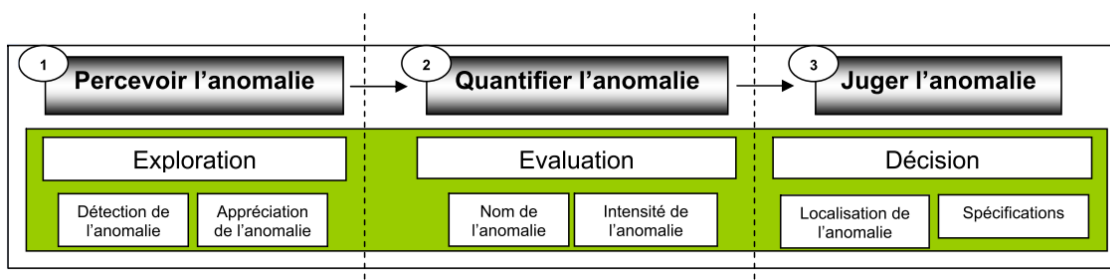 1
Percevoir l'anomalie
2
Quantifier l'anomalie
3
Juger l'anomalie
Exploration
Evaluation
Décision
Détection de
l'anomalie
Appréciation
de l'anomalie
Nom de
l'anomalie
Intensité de
l'anomalie
Localisation de
l'anomalie
Spécifications